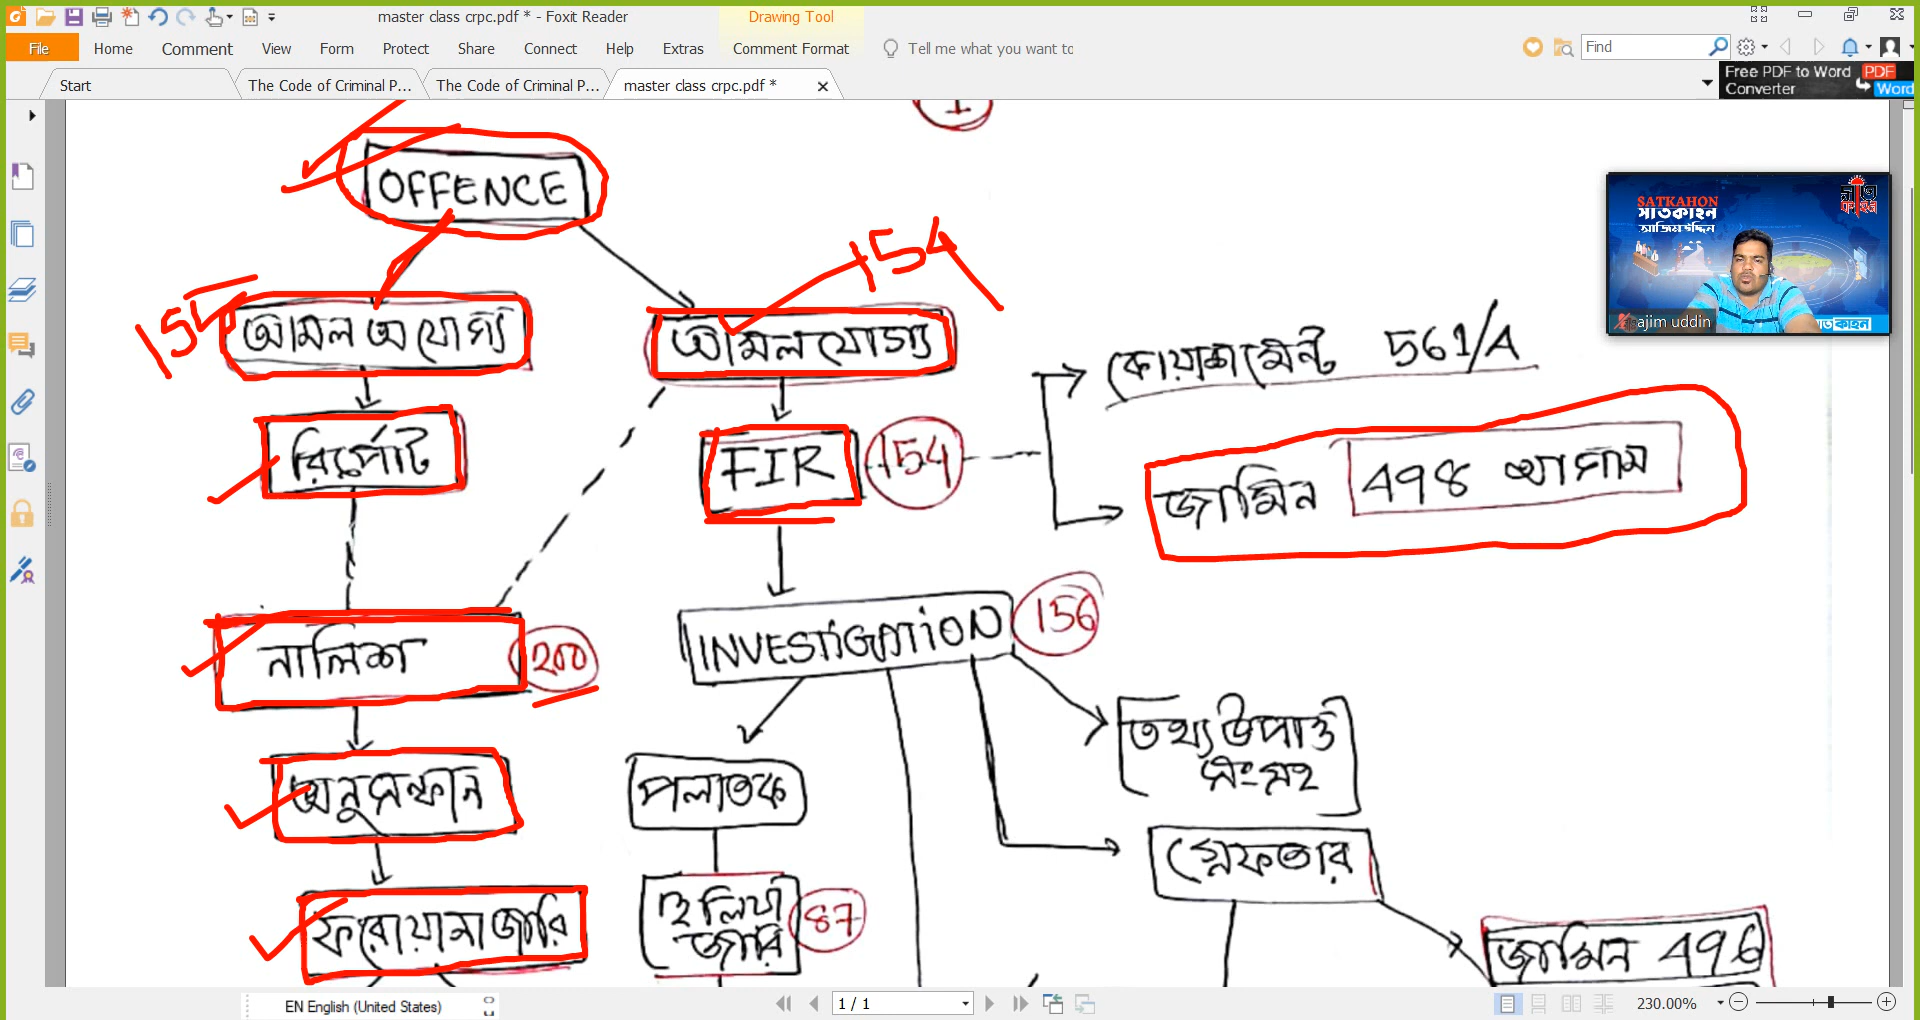 master class crpc.pdf * - Foxit Reader
Drawing Tool
File
Home
Comment
View
Form
Protect
Share
Connect
Help
Extras
Comment Format
Tell me what you want to
Find
Start
The Code of Criminal P...
The Code of Criminal P...
master class crpc.pdf *
Free PDF to Word
Converter
PDF
Word
1
OFFENCE
154
আমলযোগ্য
আমল অযোগ্য
রির্পোট
FIR
154
কোয়াশমেন্ট 561/A
জামিন
498
নালিশ
200
INVESTIGATION
156
অনুসন্ধান
পলাতক
তথ্য উপাত্ত
সংগ্রহ
গ্রেফতার
হুলিয়া
জারি
87
জামিন 496
SATKAHON
সাতকাহন
আজিম উদ্দিন
ajim uddin
EN English (United States)
1 / 1
230.00%